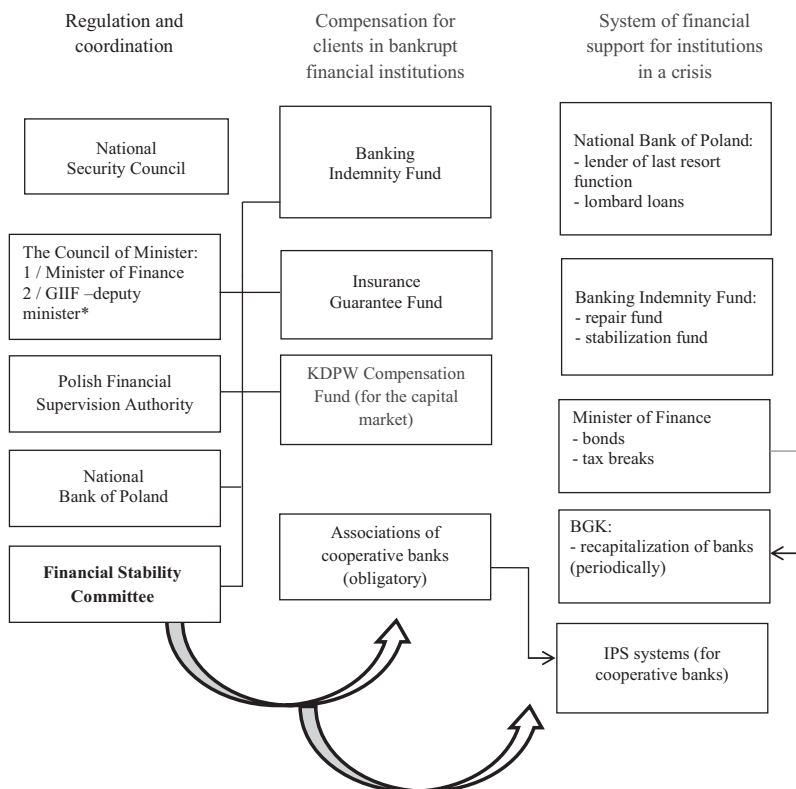 Regulation and
coordination
Compensation for
clients in bankrupt
financial institutions
System of financial
support for institutions
in a crisis
National
Security Council
The Council of Minister:
1 / Minister of Finance
2 / GIIF –deputy
minister*
Polish Financial
Supervision Authority
National
Bank of Poland
Financial Stability
Committee
Banking
Indemnity Fund
Insurance
Guarantee Fund
KDPW Compensation
Fund (for the capital
market)
Associations of
cooperative banks
(obligatory)
National Bank of Poland:
- lender of last resort
function
- lombard loans
Banking Indemnity Fund:
- repair fund
- stabilization fund
Minister of Finance
- bonds
- tax breaks
BGK:
- recapitalization of banks
(periodically)
IPS systems (for
cooperative banks)